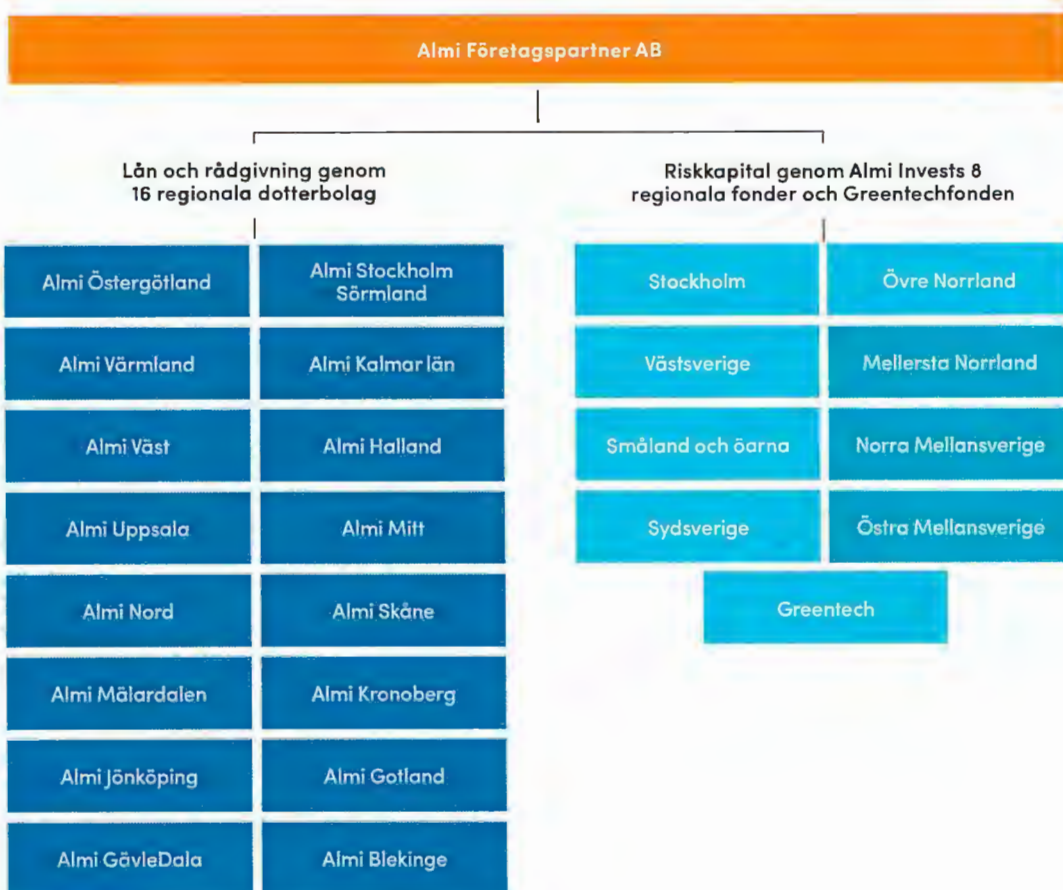 Almi Företagspartner AB
Lån och rådgivning genom
16 regionala dotterbolag
Almi Östergötland
Almi Stockholm
Sörmland
Almi Värmland
Almi Kalmar län
Almi Väst
Almi Halland
Almi Uppsala
Almi Mitt
Almi Nord
Almi Skåne
Almi Mälardalen
Almi Kronoberg
Almi Jönköping
Almi Gotland
Almi GävleDala
Almi Blekinge
Riskkapital genom Almi Invests 8
regionala fonder och Greentechfonden
Stockholm
Övre Norrland
Västsverige
Mellersta Norrland
Småland och öarna
Norra Mellansverige
Sydsverige
Östra Mellansverige
Greentech